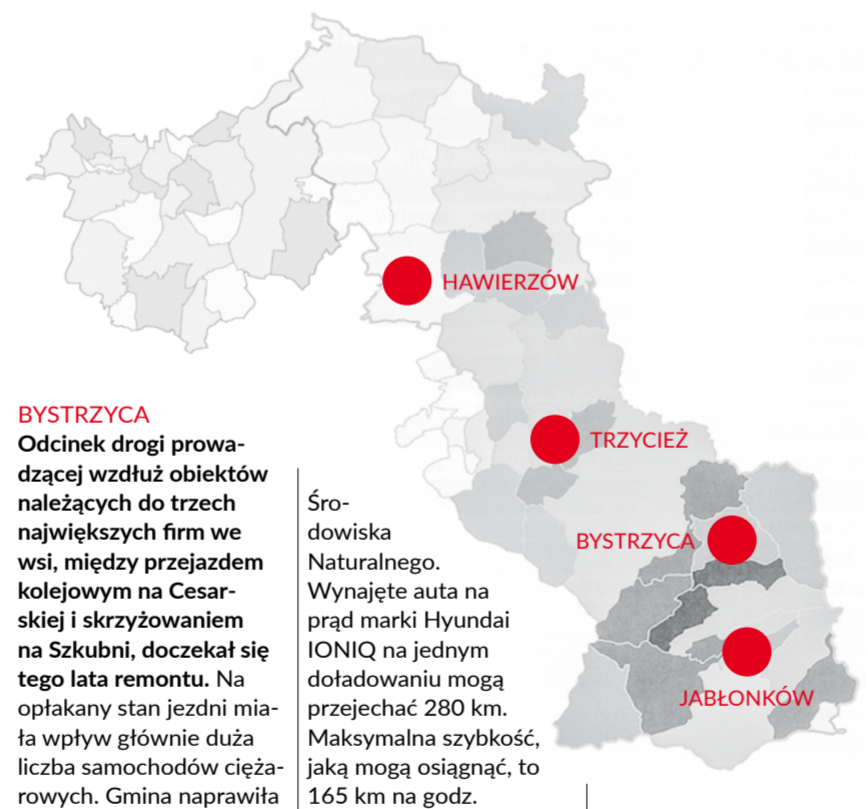 HAWIERZÓW
TRZYCIEŻ
BYSTRZYCA
JABŁONKÓW
BYSTRZYCA
Odcinek drogi prowa-
dzącej wzdłuż obiektów
należących do trzech
największych firm we
wsi, między przejazdem
kolejowym na Cesar-
skiej i skrzyżowaniem
na Szkubni, doczekał się
tego lata remontu. Na
opłakany stan jezdni mia-
ła wpływ głównie duża
liczba samochodów cięża-
rowych. Gmina naprawiła
Śro-
dowiska
Naturalnego.
Wynajęte auta na
prąd marki Hyundai
IONIQ na jednym
doładowaniu mogą
przejechać 280 km.
Maksymalna szybkość,
jaką mogą osiągnąć, to
165 km na godz.